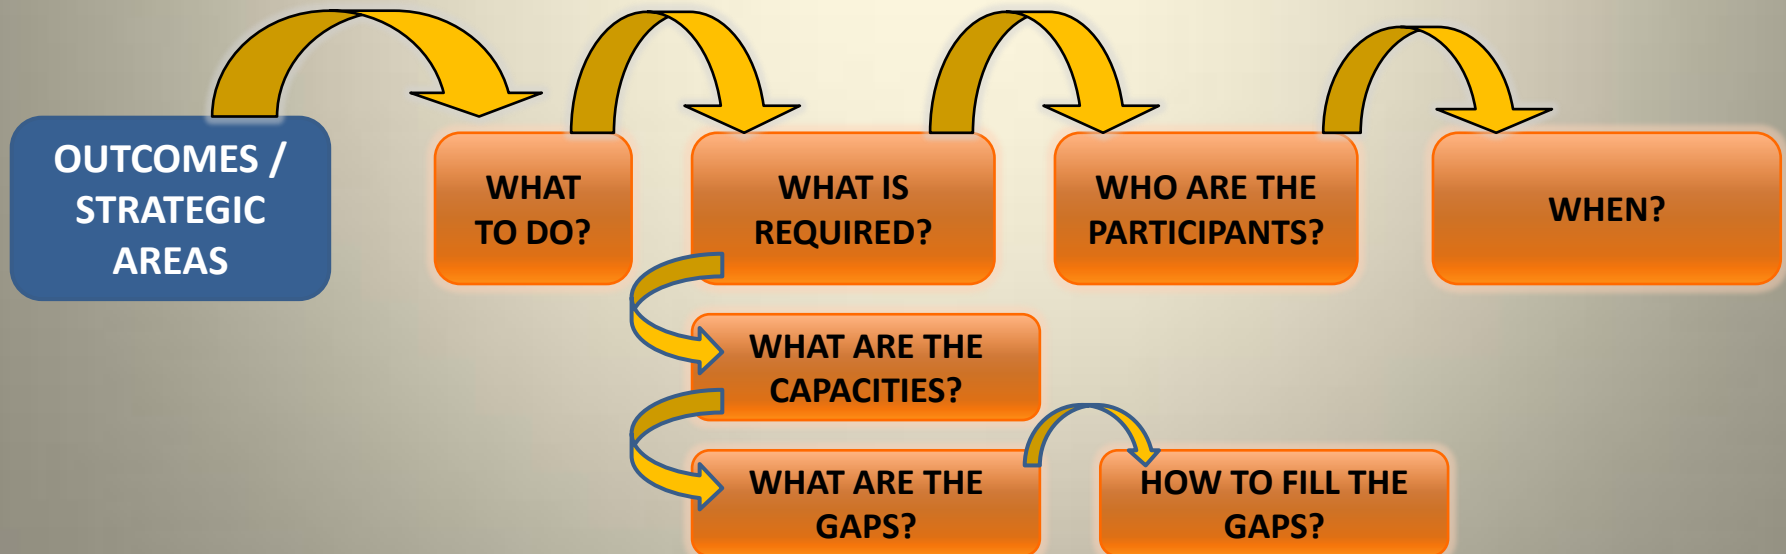 OUTCOMES /
STRATEGIC
AREAS
WHAT
TO DO?
WHAT IS
REQUIRED?
WHO ARE THE
PARTICIPANTS?
WHEN?
WHAT ARE THE
CAPACITIES?
WHAT ARE THE
GAPS?
HOW TO FILL THE
GAPS?